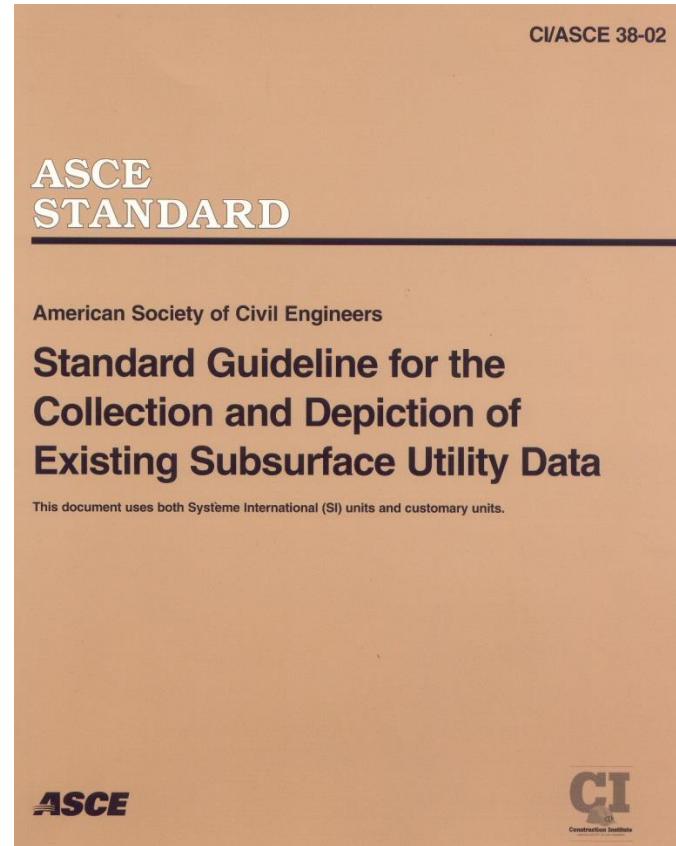 CI/ASCE 38-02
ASCE
STANDARD
American Society of Civil Engineers
Standard Guideline for the
Collection and Depiction of
Existing Subsurface Utility Data
This document uses both Système International (SI) units and customary units.
ASCE
CI
Construction Institute